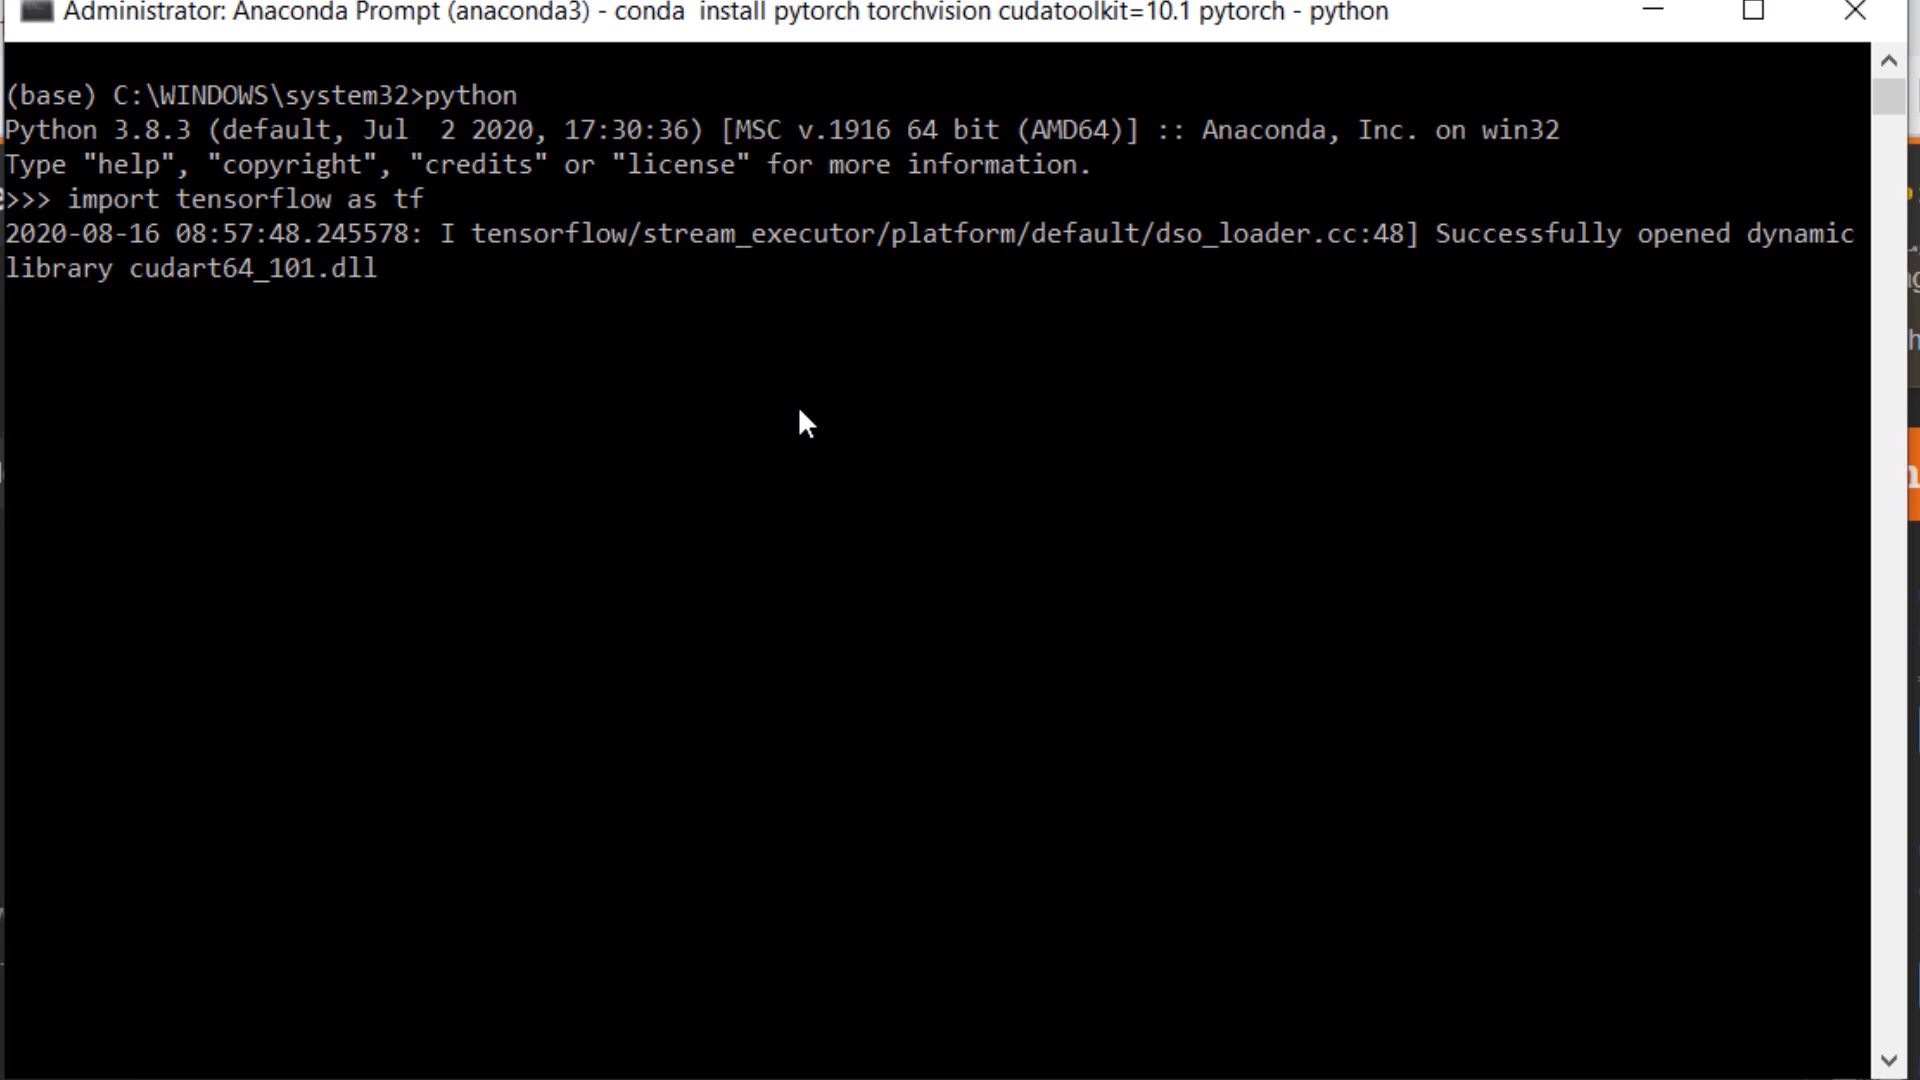 Administrator: Anaconda Prompt (anaconda3) - conda  install pytorch torchvision cudatoolkit=10.1 pytorch - python
(base) C:\WINDOWS\system32>python
Python 3.8.3 (default, Jul  2 2020, 17:30:36) [MSC v.1916 64 bit (AMD64)] :: Anaconda, Inc. on win32
Type "help", "copyright", "credits" or "license" for more information.
>>> import tensorflow as tf
2020-08-16 08:57:48.245578: I tensorflow/stream_executor/platform/default/dso_loader.cc:48] Successfully opened dynamic
library cudart64_101.dll